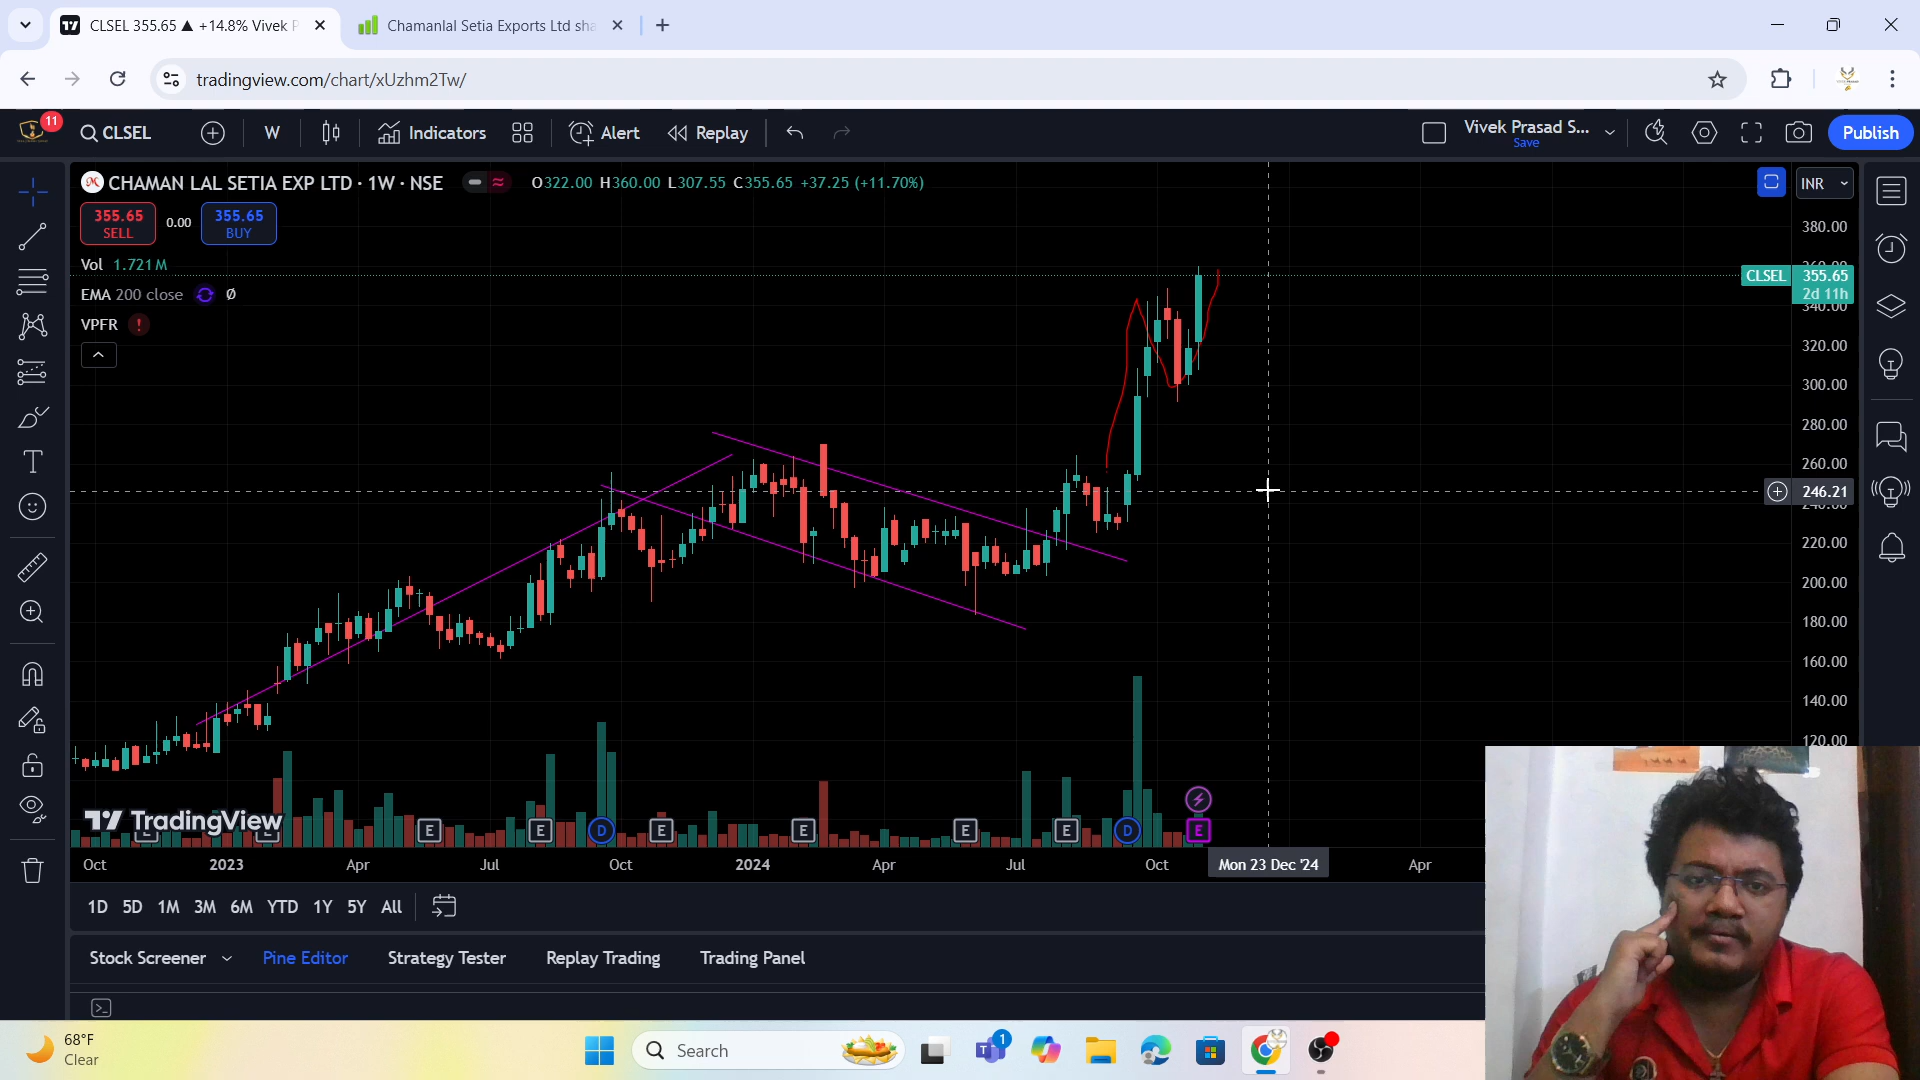 CLSEL 355.65 ▲ +14.8% Vivek P
Chamanlal Setia Exports Ltd sha
tradingview.com/chart/xUzhm2Tw/
11
CLSEL
W
Indicators
Alert
Replay
Vivek Prasad S...
Save
Publish
CHAMAN LAL SETIA EXP LTD · 1W · NSE
O322.00 H360.00 L307.55 C355.65 +37.25 (+11.70%)
INR
355.65
SELL
0.00
355.65
BUY
Vol 1.721 M
EMA 200 close Ø
VPFR !
380.00
CLSEL 355.65
2d 11h
340.00
320.00
300.00
280.00
260.00
246.21
220.00
200.00
180.00
160.00
140.00
120.00
TradingView
E E E E D E E E E D E
Oct 2023 Apr Jul Oct 2024 Apr Jul Oct Mon 23 Dec '24 Apr
1D 5D 1M 3M 6M YTD 1Y 5Y All
Stock Screener Pine Editor Strategy Tester Replay Trading Trading Panel
68°F
Clear
Search
1